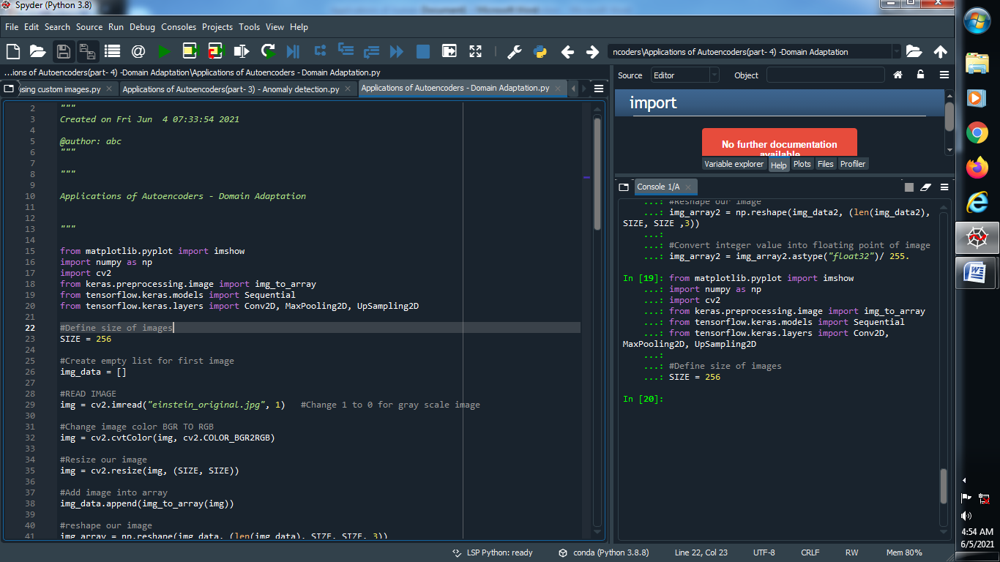 Spyder (Python 3.8)
File Edit Search Source Run Debug Consoles Projects Tools View Help
ncoders\Applications of Autoencoders(part- 4) -Domain Adaptation
...ions of Autoencoders(part- 4) -Domain Adaptation\Applications of Autoencoders - Domain Adaptation.py
ising custom images.py Applications of Autoencoders(part- 3) - Anomaly detection.py Applications of Autoencoders - Domain Adaptation.py
2 """
3 Created on Fri Jun  4 07:33:54 2021
4
5 @author: abc
6 """
7
8 """
9
10 Applications of Autoencoders - Domain Adaptation
11
12
13 """
14
15 from matplotlib.pyplot import imshow
16 import numpy as np
17 import cv2
18 from keras.preprocessing.image import img_to_array
19 from tensorflow.keras.models import Sequential
20 from tensorflow.keras.layers import Conv2D, MaxPooling2D, UpSampling2D
21
22 #Define size of images
23 SIZE = 256
24
25 #Create empty list for first image
26 img_data = []
27
28 #READ IMAGE
29 img = cv2.imread("einstein_original.jpg", 1)   #Change 1 to 0 for gray scale image
30
31 #Change image color BGR TO RGB
32 img = cv2.cvtColor(img, cv2.COLOR_BGR2RGB)
33
34 #Resize our image
35 img = cv2.resize(img, (SIZE, SIZE))
36
37 #Add image into array
38 img_data.append(img_to_array(img))
39
40 #reshape our image
41 img_array = np.reshape(img_data, (len(img_data), SIZE, SIZE, 3))
Source Editor Object
import
No further documentation
available
Variable explorer Help Plots Files Profiler
Console 1/A
...: #Reshape our image
...: img_array2 = np.reshape(img_data2, (len(img_data2),
SIZE, SIZE ,3))
...:
...: #Convert integer value into floating point of image
...: img_array2 = img_array2.astype("float32")/ 255.
In [19]: from matplotlib.pyplot import imshow
...: import numpy as np
...: import cv2
...: from keras.preprocessing.image import img_to_array
...: from tensorflow.keras.models import Sequential
...: from tensorflow.keras.layers import Conv2D,
MaxPooling2D, UpSampling2D
...:
...: #Define size of images
...: SIZE = 256
In [20]:
LSP Python: ready conda (Python 3.8.8) Line 22, Col 23 UTF-8 CRLF RW Mem 80%
4:54 AM
6/5/2021